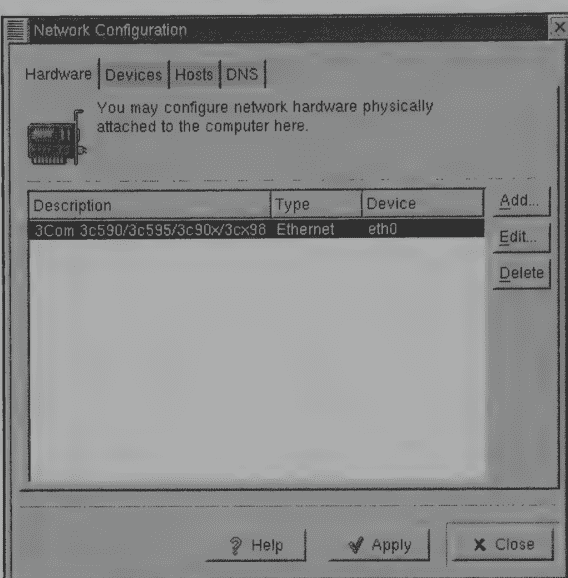 Network Configuration
Hardware Devices Hosts DNS
You may configure network hardware physically
attached to the computer here.
Description Type Device
3Com 3c590/3c595/3c90x/3cx98 Ethernet eth0
Add...
Edit...
Delete
? Help
Apply
X Close